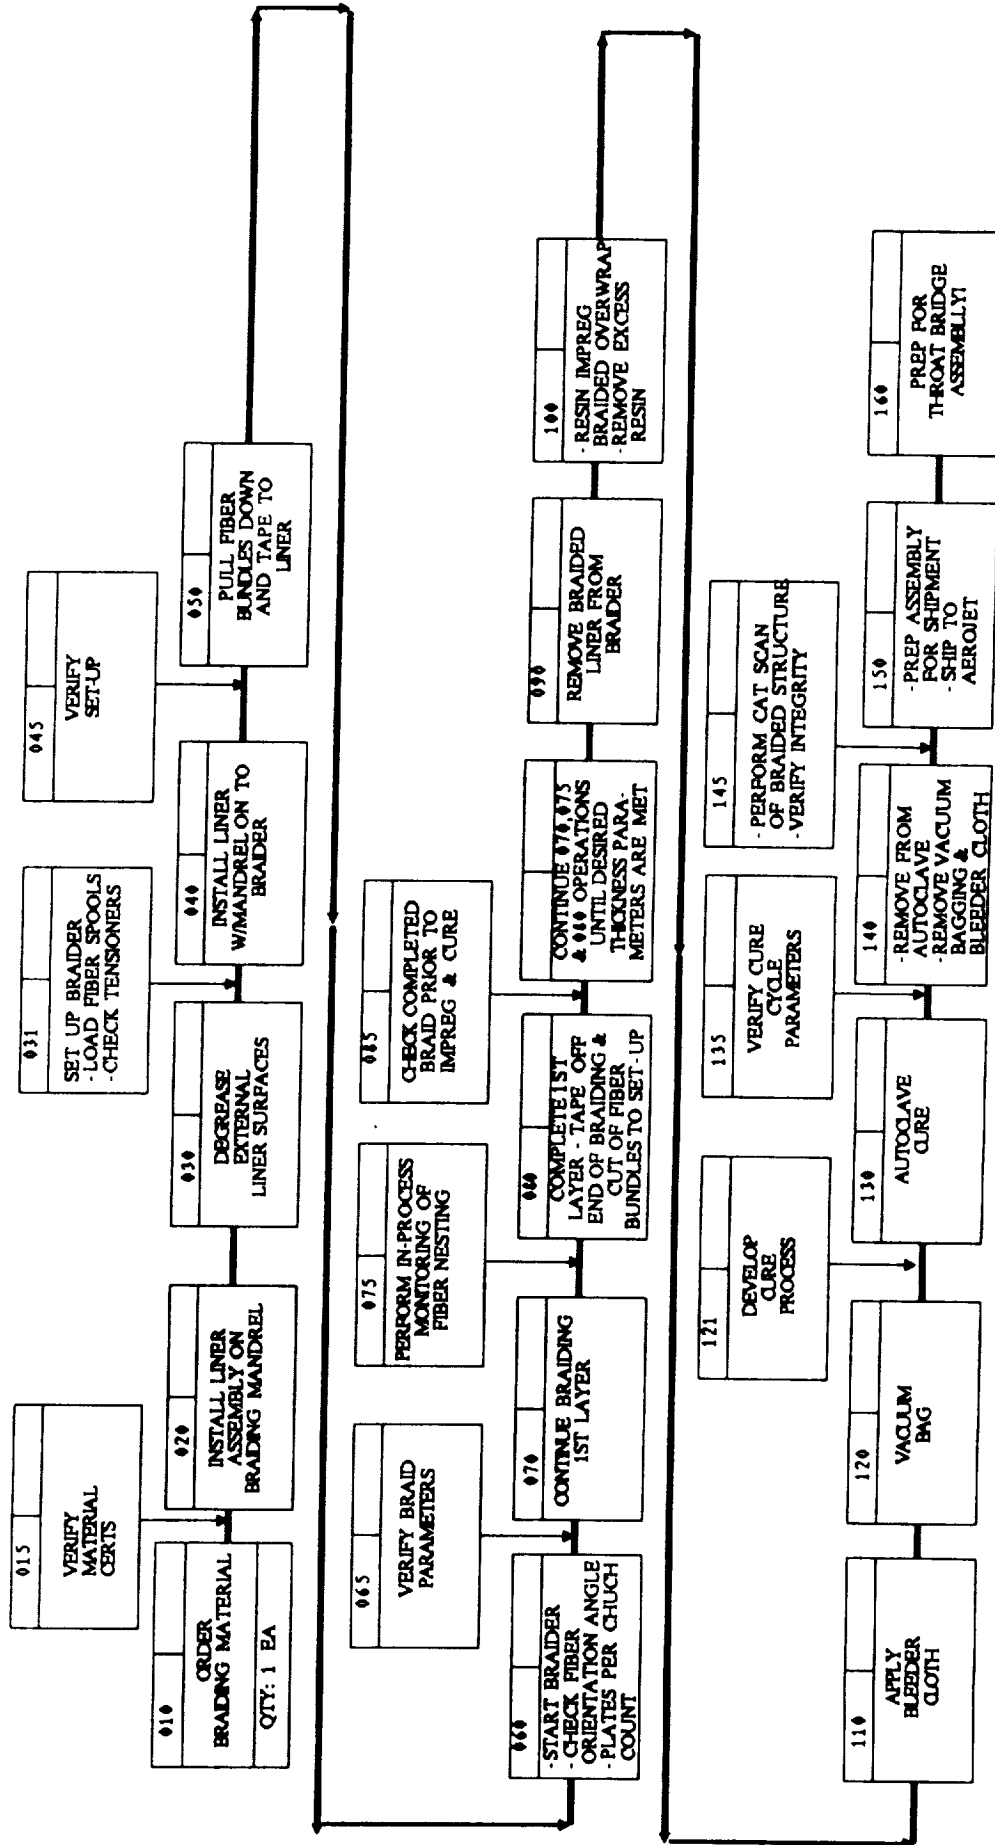 015
VERIFY
MATERIAL
CERTS
031
SET UP BRAIDER
- LOAD FIBER SPOOLS
- CHECK TENSIONERS
045
VERIFY
SET-UP
010
ORDER
BRAIDING MATERIAL
QTY: 1 EA
020
INSTALL LINER
ASSEMBLY ON
BRAIDING MANDREL
030
DEGREASE
EXTERNAL
LINER SURFACES
040
INSTALL LINER
W/MANDREL ON TO
BRAIDER
050
PULL FIBER
BUNDLES DOWN
AND TAPE TO
LINER
065
VERIFY BRAID
PARAMETERS
075
PERFORM IN-PROCESS
MONITORING OF
FIBER NESTING
085
CHECK COMPLETED
BRAID PRIOR TO
IMPREG & CURE
060
- START BRAIDER
- CHECK FIBER
ORIENTATION ANGLE
- PLATES PER CHUCH
COUNT
070
CONTINUE BRAIDING
1ST LAYER
080
COMPLETE 1ST
LAYER - TAPE OFF
END OF BRAIDING &
CUT OF FIBER
BUNDLES TO SET-UP
CONTINUE 070,075
& 080 OPERATIONS
UNTIL DESIRED
THICKNESS PARA-
METERS ARE MET
090
REMOVE BRAIDED
LINER FROM
BRAIDER
100
- RESIN IMPREG
BRAIDED OVERWRAP
- REMOVE EXCESS
RESIN
121
DEVELOP
CURE
PROCESS
135
VERIFY CURE
CYCLE
PARAMETERS
145
- PERFORM CAT SCAN
OF BRAIDED STRUCTURE
- VERIFY INTEGRITY
110
APPLY
BLEEDER
CLOTH
120
VACUUM
BAG
130
AUTOCLAVE
CURE
140
- REMOVE FROM
AUTOCLAVE
- REMOVE VACUUM
BAGGING &
BLEEDER CLOTH
150
- PREP ASSEMBLY
FOR SHIPMENT
- SHIP TO
AEROJET
160
PREP FOR
THROAT BRIDGE
ASSEMBLLY1